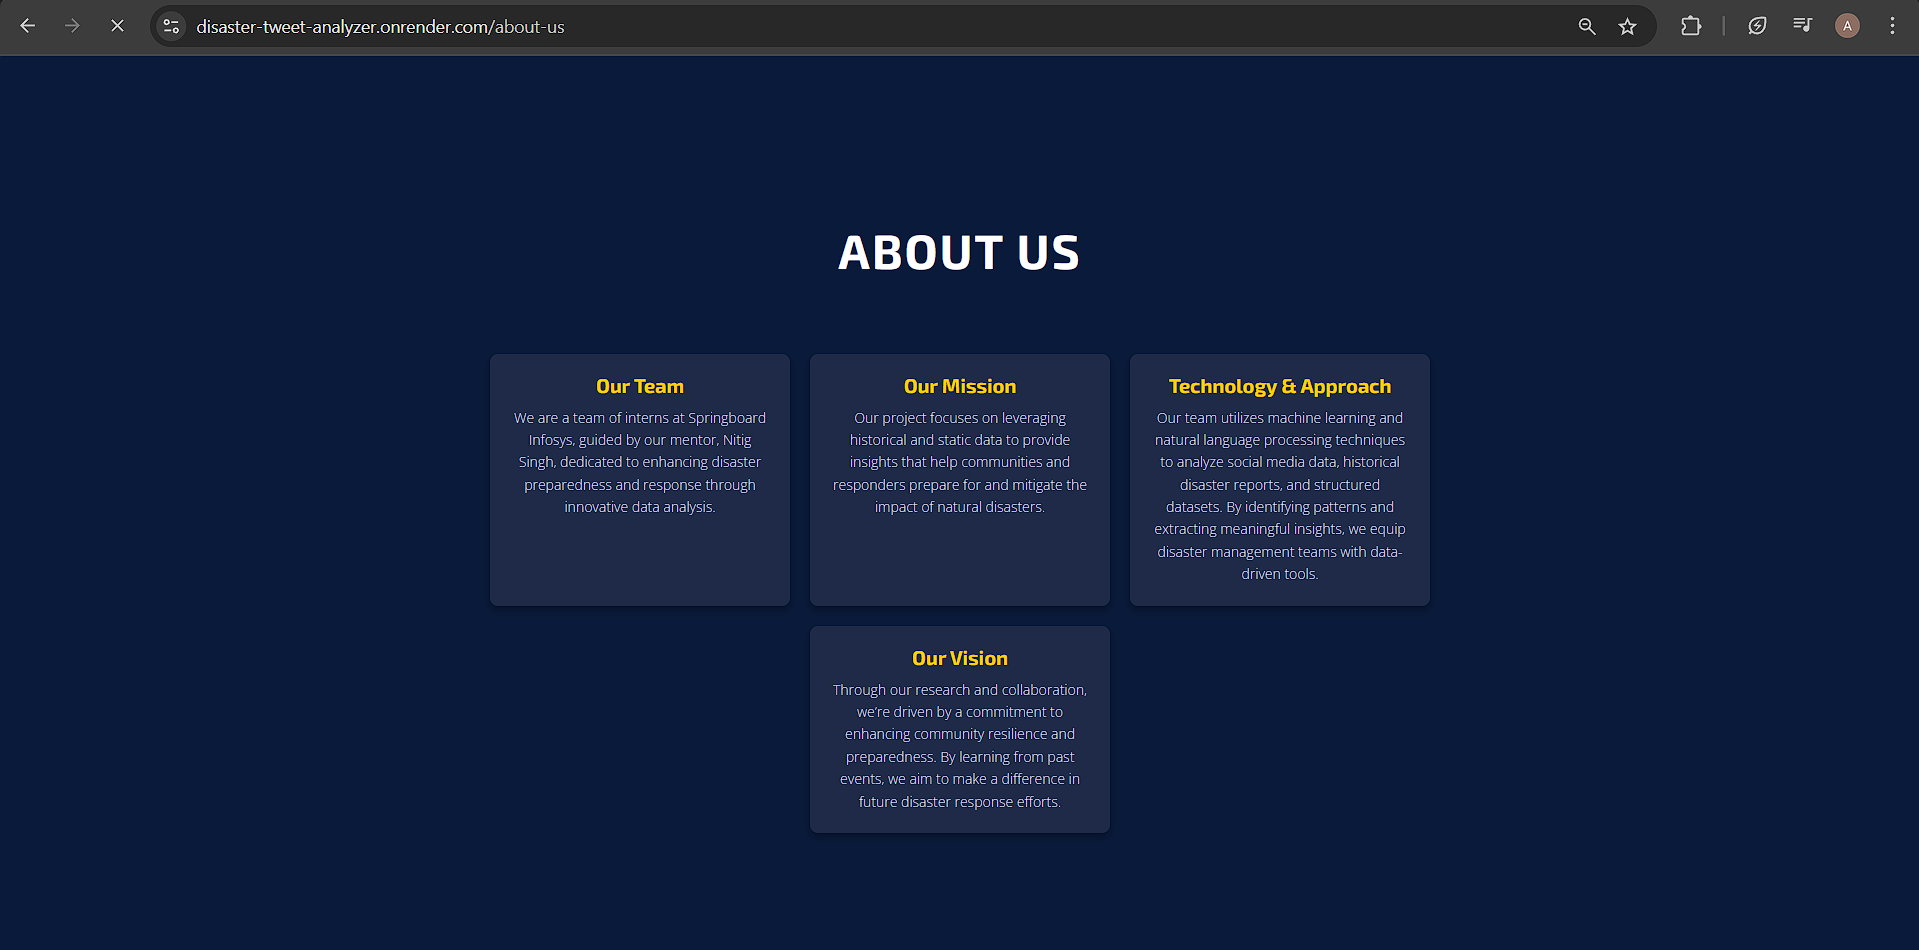 disaster-tweet-analyzer.onrender.com/about-us
A
ABOUT US
Our Team
We are a team of interns at Springboard
Infosys, guided by our mentor, Nitig
Singh, dedicated to enhancing disaster
preparedness and response through
innovative data analysis.
Our Mission
Our project focuses on leveraging
historical and static data to provide
insights that help communities and
responders prepare for and mitigate the
impact of natural disasters.
Technology & Approach
Our team utilizes machine learning and
natural language processing techniques
to analyze social media data, historical
disaster reports, and structured
datasets. By identifying patterns and
extracting meaningful insights, we equip
disaster management teams with data-
driven tools.
Our Vision
Through our research and collaboration,
we're driven by a commitment to
enhancing community resilience and
preparedness. By learning from past
events, we aim to make a difference in
future disaster response efforts.